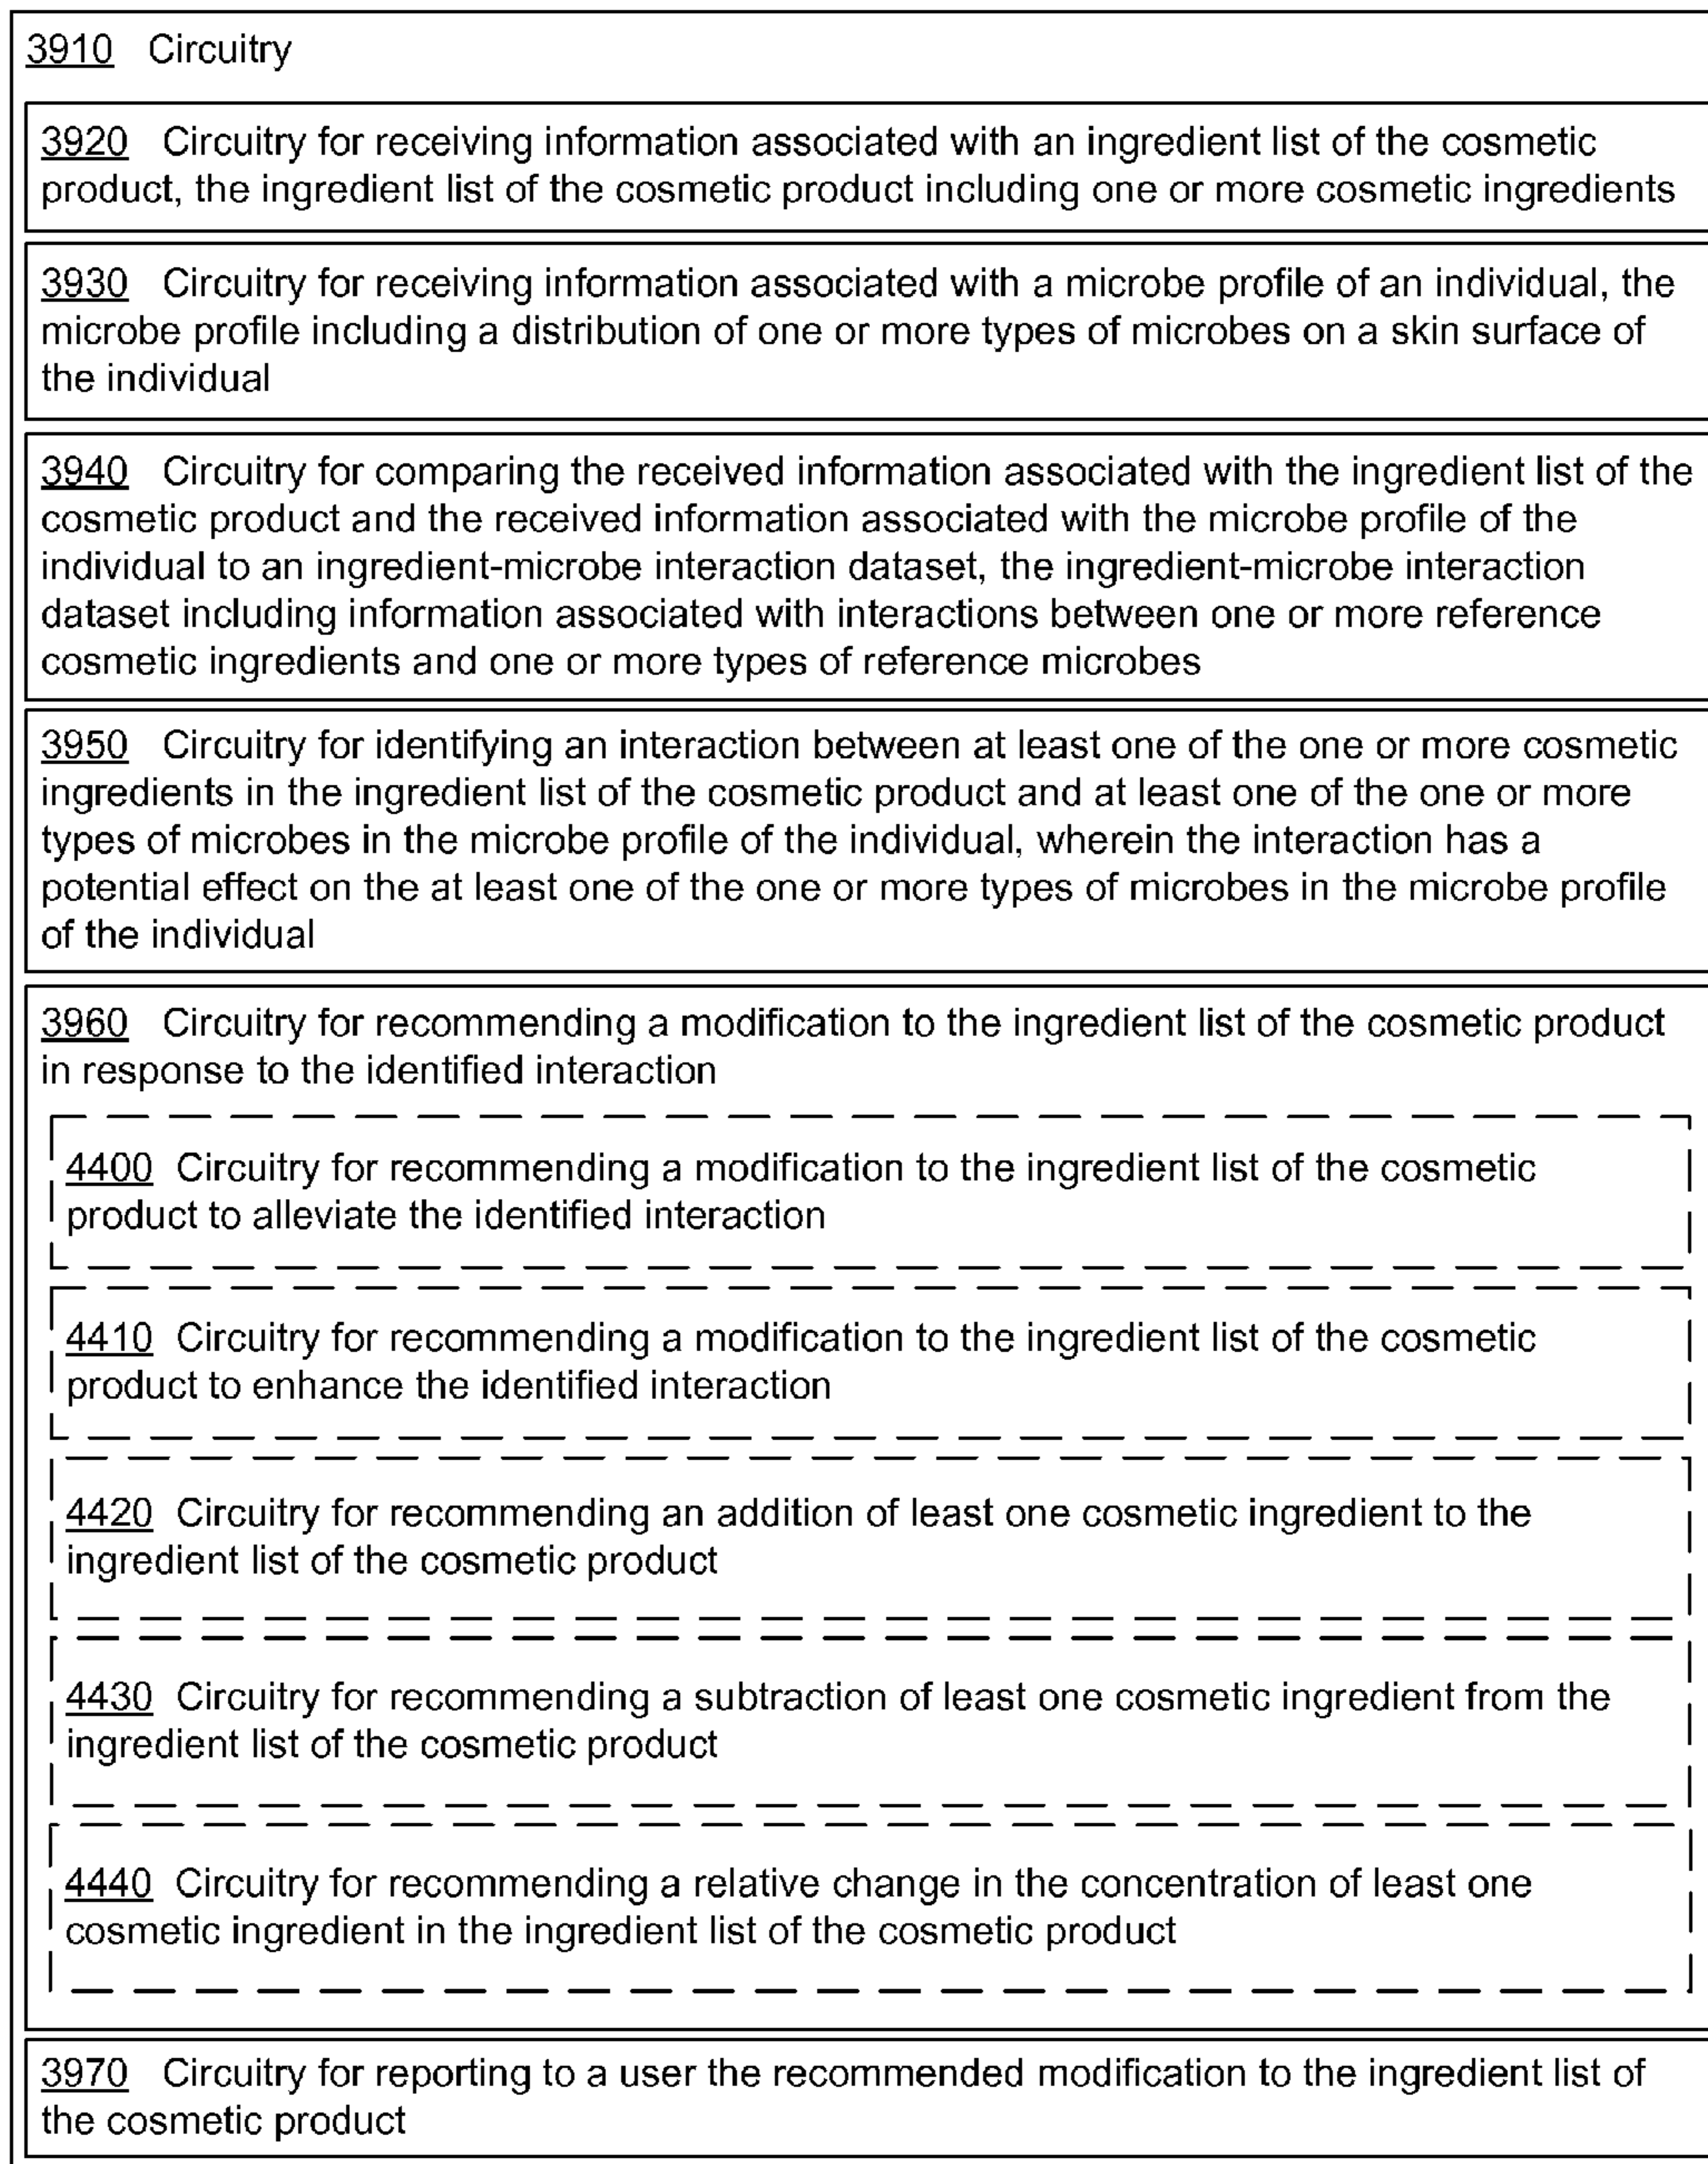 3910 Circuitry
3920 Circuitry for receiving information associated with an ingredient list of the cosmetic
product, the ingredient list of the cosmetic product including one or more cosmetic ingredients
3930 Circuitry for receiving information associated with a microbe profile of an individual, the
microbe profile including a distribution of one or more types of microbes on a skin surface of
the individual
3940 Circuitry for comparing the received information associated with the ingredient list of the
cosmetic product and the received information associated with the microbe profile of the
individual to an ingredient-microbe interaction dataset, the ingredient-microbe interaction
dataset including information associated with interactions between one or more reference
cosmetic ingredients and one or more types of reference microbes
3950 Circuitry for identifying an interaction between at least one of the one or more cosmetic
ingredients in the ingredient list of the cosmetic product and at least one of the one or more
types of microbes in the microbe profile of the individual, wherein the interaction has a
potential effect on the at least one of the one or more types of microbes in the microbe profile
of the individual
3960 Circuitry for recommending a modification to the ingredient list of the cosmetic product
in response to the identified interaction
4400 Circuitry for recommending a modification to the ingredient list of the cosmetic
product to alleviate the identified interaction
4410 Circuitry for recommending a modification to the ingredient list of the cosmetic
product to enhance the identified interaction
4420 Circuitry for recommending an addition of least one cosmetic ingredient to the
ingredient list of the cosmetic product
4430 Circuitry for recommending a subtraction of least one cosmetic ingredient from the
ingredient list of the cosmetic product
4440 Circuitry for recommending a relative change in the concentration of least one
cosmetic ingredient in the ingredient list of the cosmetic product
3970 Circuitry for reporting to a user the recommended modification to the ingredient list of
the cosmetic product